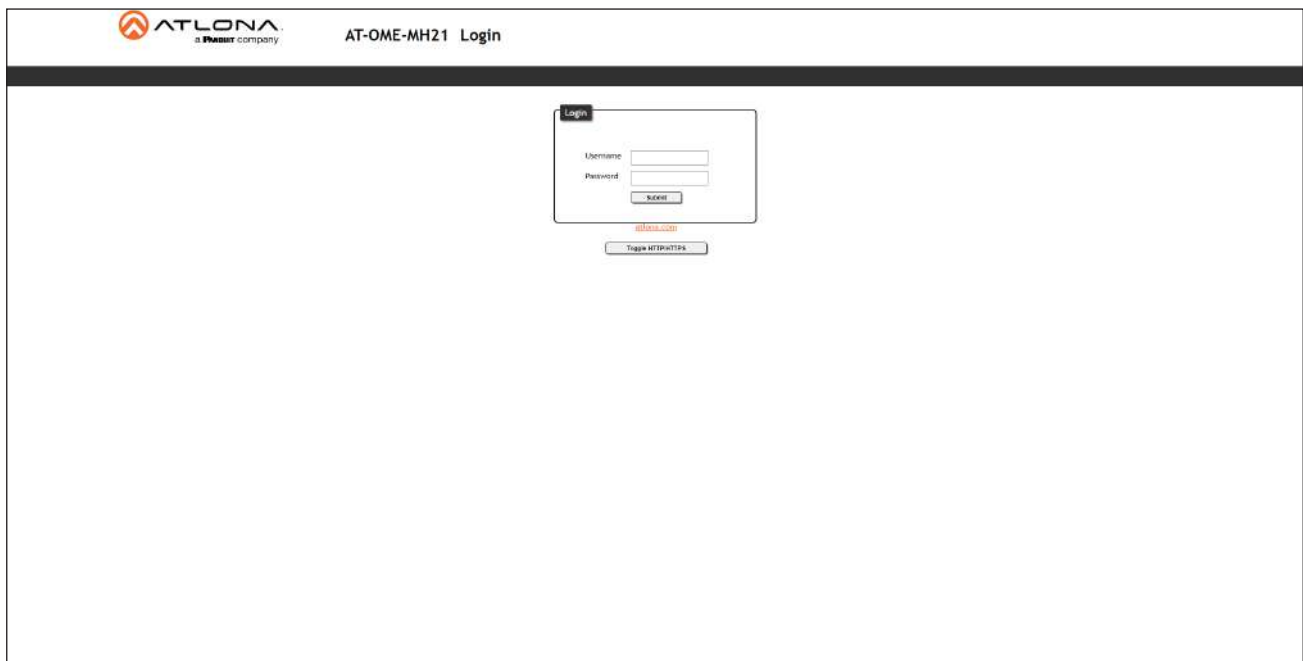 ATLONA
a PANDUIT company
AT-OME-MH21 Login
Login
Username
Password
Submit
atlona.com
Toggle HTTP/HTTPS